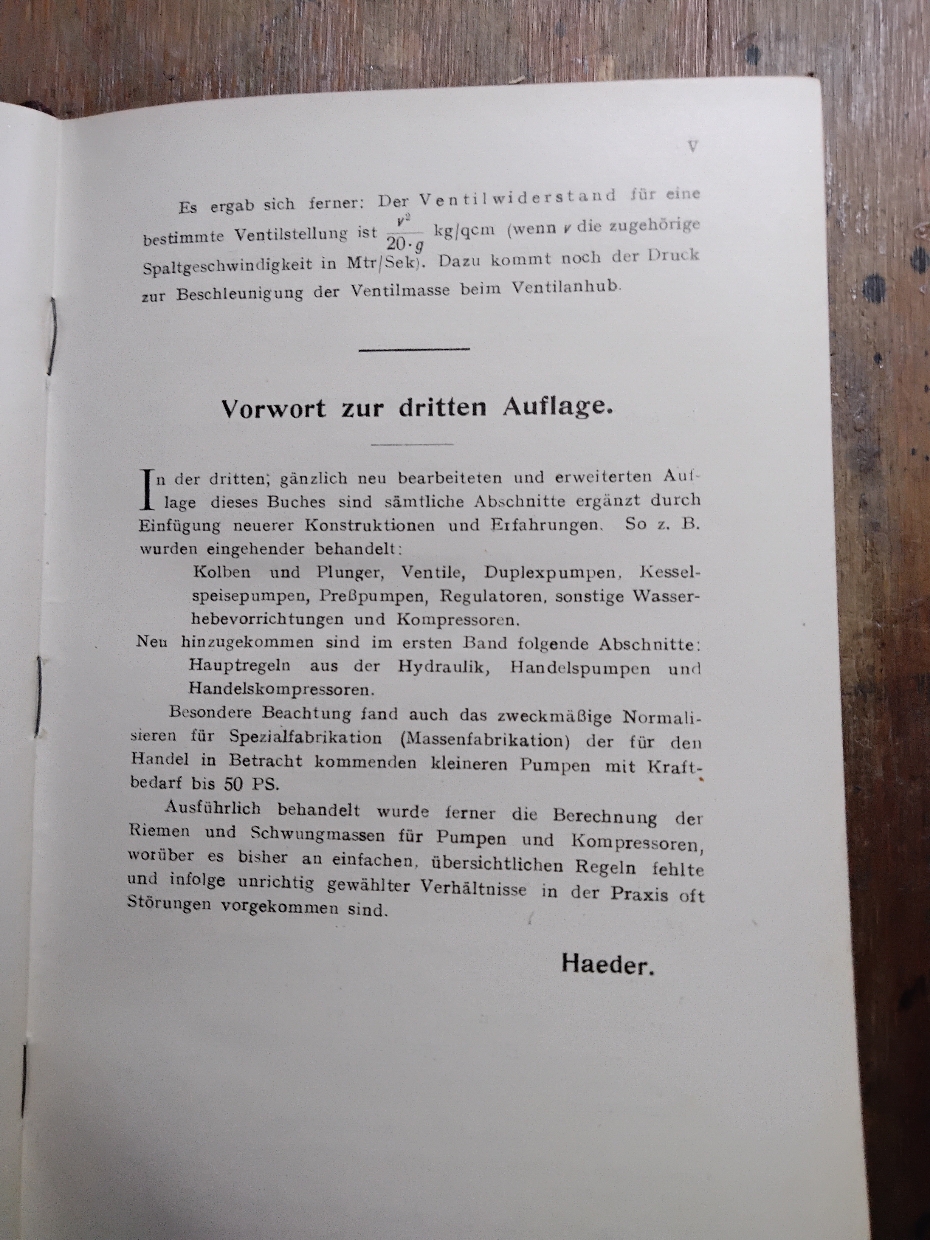 V
Es ergab sich ferner: Der Ventilwiderstand für eine
bestimmte Ventilstellung ist v²/20·g kg/qcm (wenn v die zugehörige
Spaltgeschwindigkeit in Mtr/Sek). Dazu kommt noch der Druck
zur Beschleunigung der Ventilmasse beim Ventilanhub.
Vorwort zur dritten Auflage.
In der dritten, gänzlich neu bearbeiteten und erweiterten Auf-
lage dieses Buches sind sämtliche Abschnitte ergänzt durch
Einfügung neuerer Konstruktionen und Erfahrungen. So z. B.
wurden eingehender behandelt:
Kolben und Plunger, Ventile, Duplexpumpen, Kessel-
speisepumpen, Preßpumpen, Regulatoren, sonstige Wasser-
hebevorrichtungen und Kompressoren.
Neu hinzugekommen sind im ersten Band folgende Abschnitte:
Hauptregeln aus der Hydraulik, Handelspumpen und
Handelskompressoren.
Besondere Beachtung fand auch das zweckmäßige Normali-
sieren für Spezialfabrikation (Massenfabrikation) der für den
Handel in Betracht kommenden kleineren Pumpen mit Kraft-
bedarf bis 50 PS.
Ausführlich behandelt wurde ferner die Berechnung der
Riemen und Schwungmassen für Pumpen und Kompressoren,
worüber es bisher an einfachen, übersichtlichen Regeln fehlte
und infolge unrichtig gewählter Verhältnisse in der Praxis oft
Störungen vorgekommen sind.
Haeder.